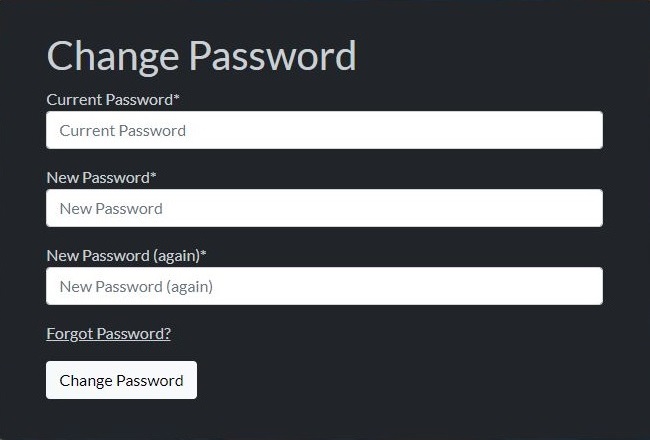 Change Password
Current Password*
Current Password
New Password*
New Password
New Password (again)*
New Password (again)
Forgot Password?
Change Password